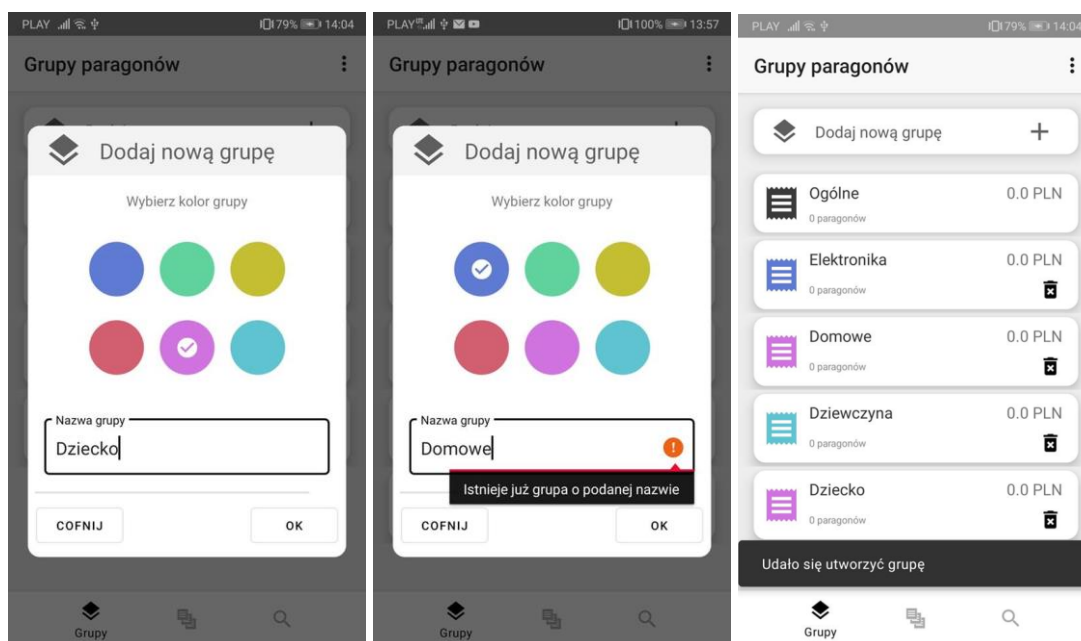 PLAY 79% 14:04
Grupy paragonów
Dodaj nową grupę
Wybierz kolor grupy
Nazwa grupy
Dziecko
COFNIJ OK
Grupy
PLAY 100% 13:57
Grupy paragonów
Dodaj nową grupę
Wybierz kolor grupy
Nazwa grupy
Domowe
Istnieje już grupa o podanej nazwie
COFNIJ OK
Grupy
PLAY 79% 14:04
Grupy paragonów
Dodaj nową grupę
Ogólne 0.0 PLN
0 paragonów
Elektronika 0.0 PLN
0 paragonów
Domowe 0.0 PLN
0 paragonów
Dziewczyna 0.0 PLN
0 paragonów
Dziecko 0.0 PLN
0 paragonów
Udało się utworzyć grupę
Grupy